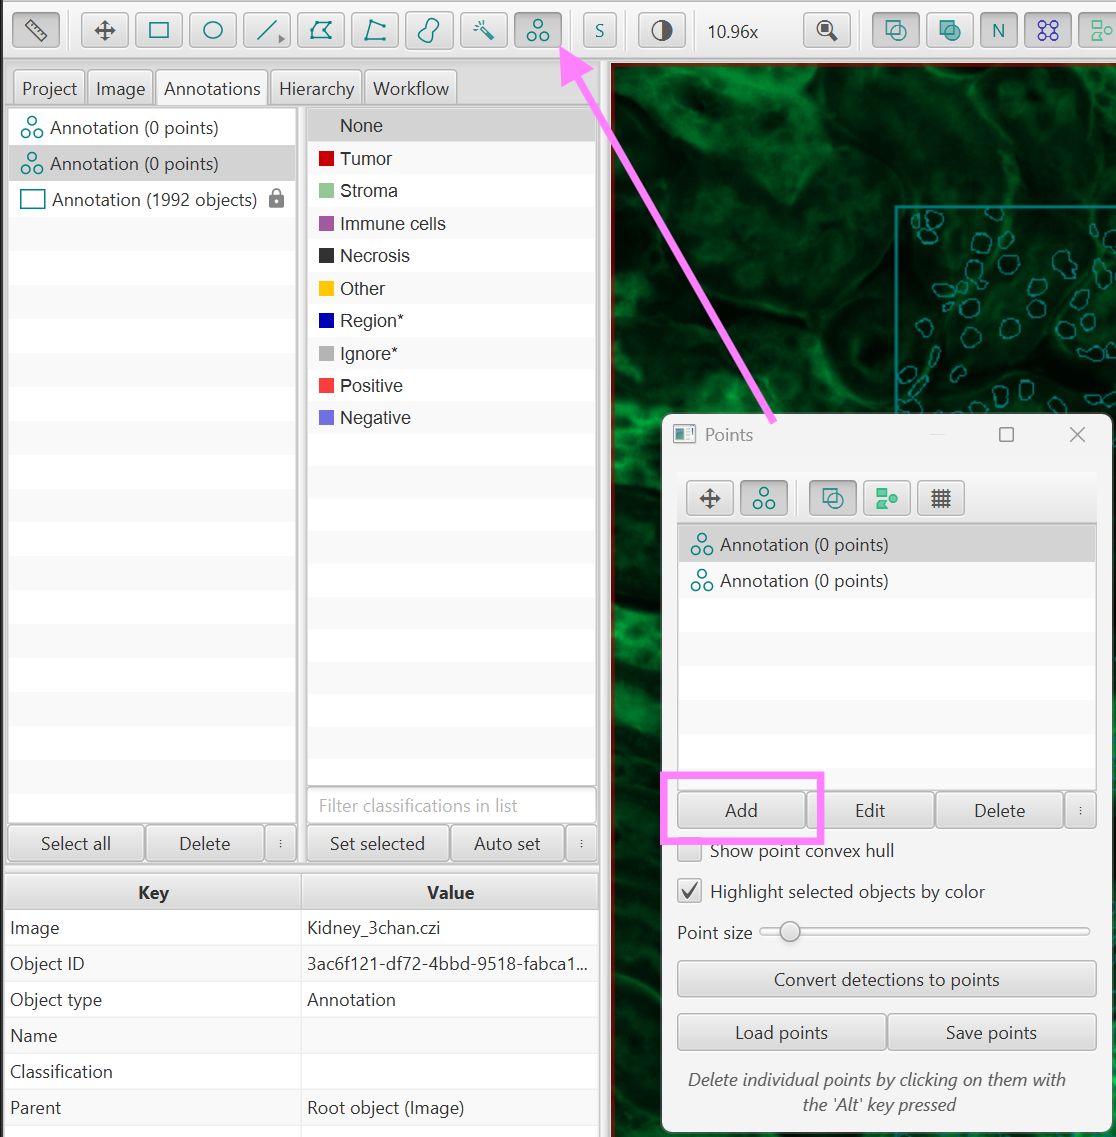 S
10.96x
N
Project
Image
Annotations
Hierarchy
Workflow
Annotation (0 points)
Annotation (0 points)
Annotation (1992 objects)
None
Tumor
Stroma
Immune cells
Necrosis
Other
Region*
Ignore*
Positive
Negative
Filter classifications in list
Select all
Delete
Set selected
Auto set
Key
Value
Image
Kidney_3chan.czi
Object ID
3ac6f121-df72-4bbd-9518-fabca1...
Object type
Annotation
Name
Classification
Parent
Root object (Image)
Points
Annotation (0 points)
Annotation (0 points)
Add
Edit
Delete
Show point convex hull
Highlight selected objects by color
Point size
Convert detections to points
Load points
Save points
Delete individual points by clicking on them with
the 'Alt' key pressed